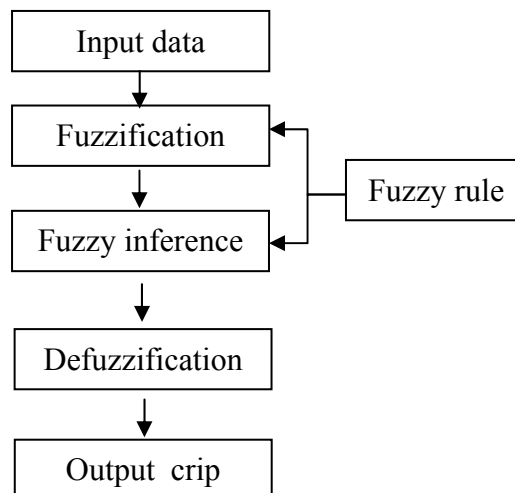 Input data
Fuzzification
Fuzzy rule
Fuzzy inference
Defuzzification
Output crip